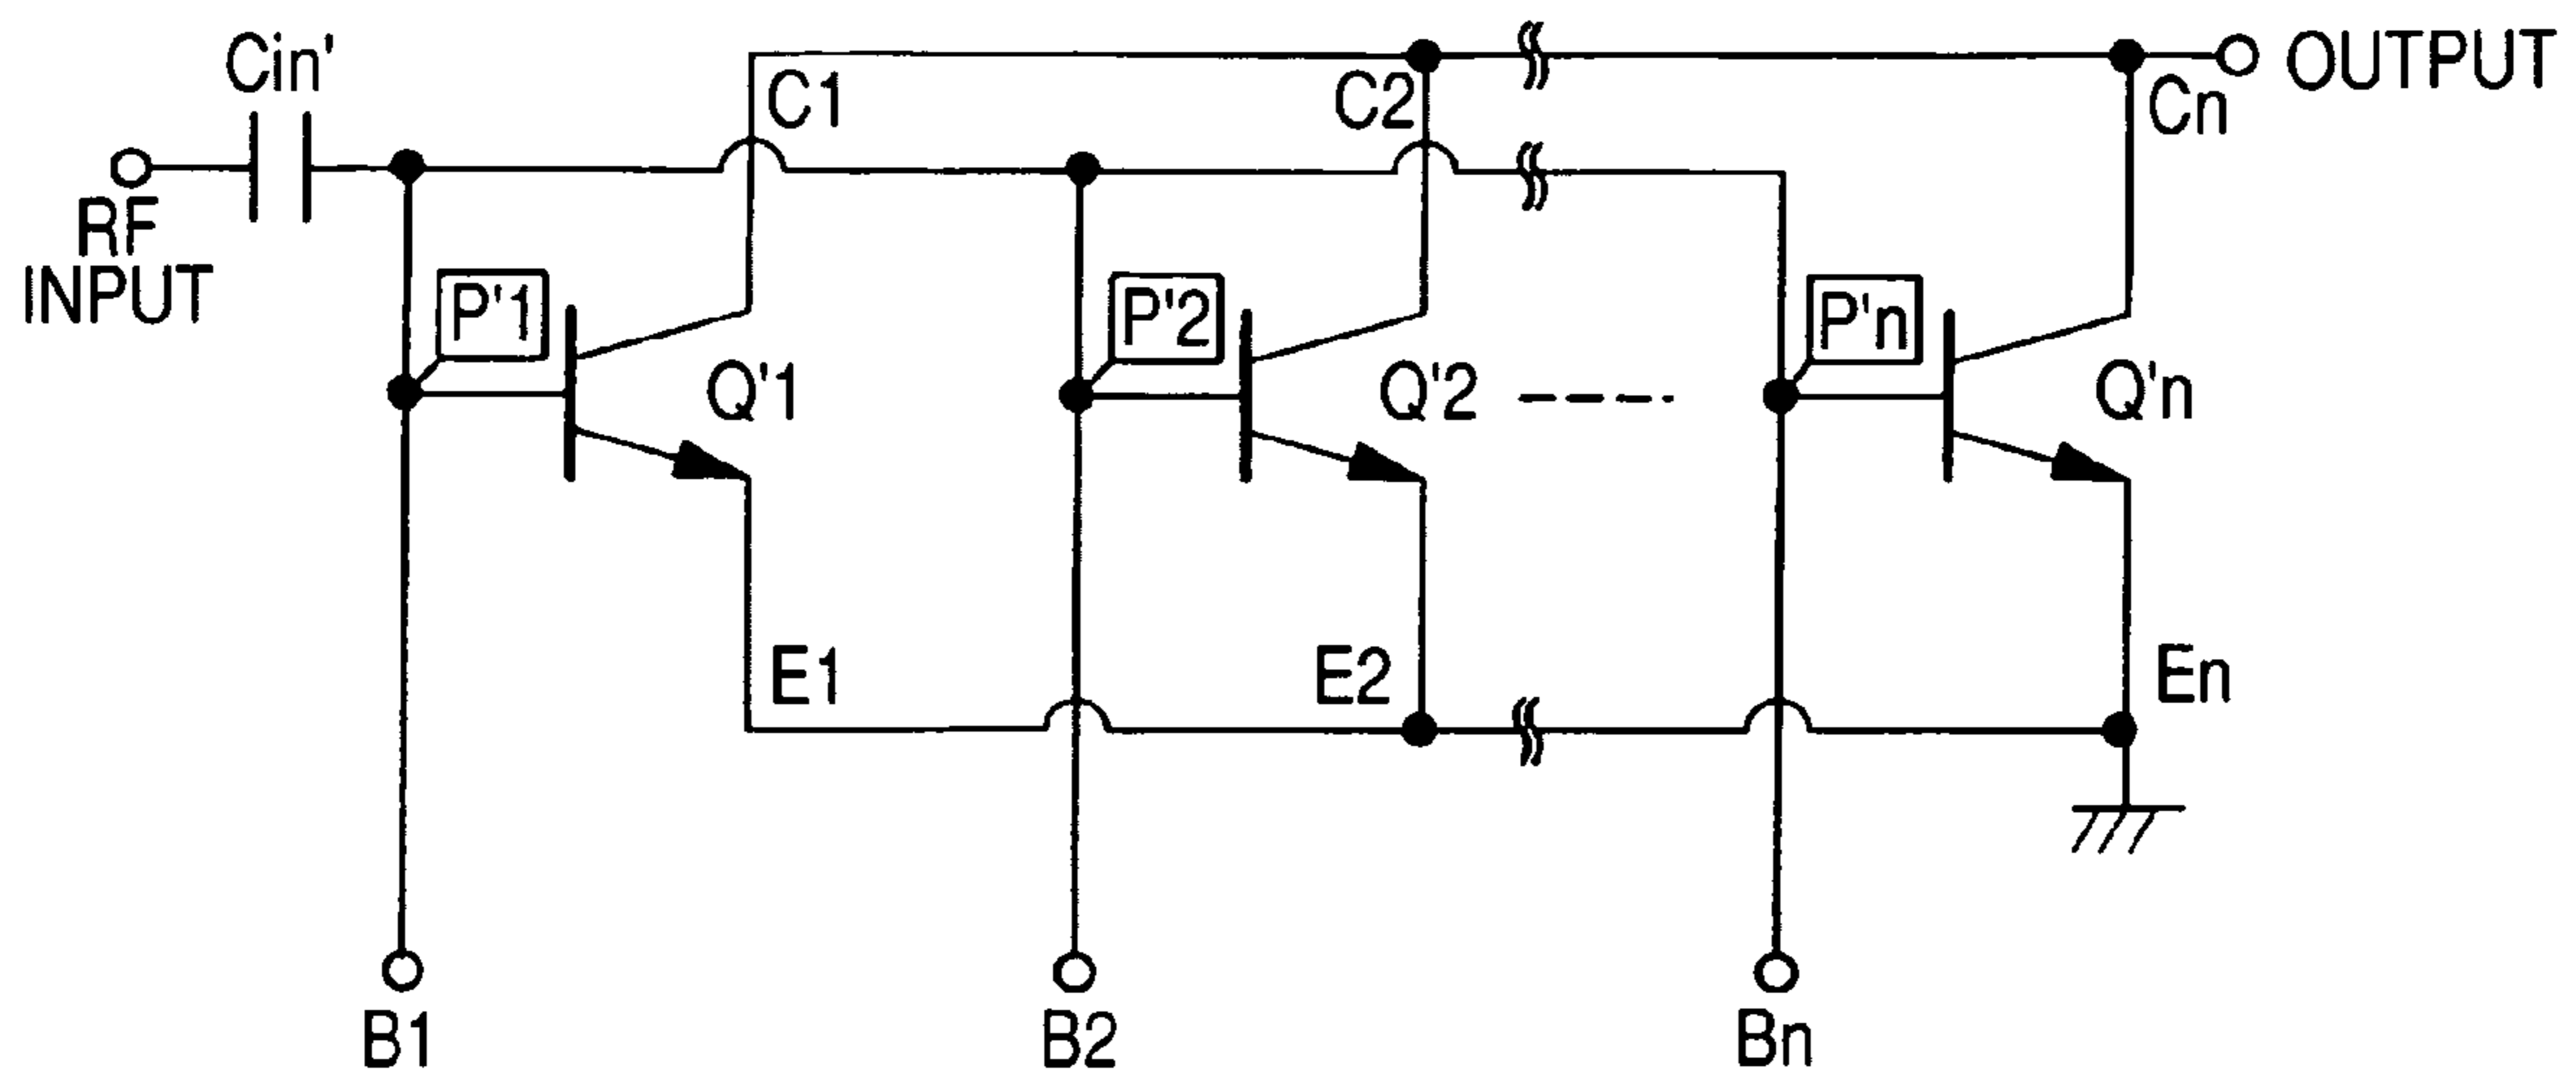 Cin'
OUTPUT
C1
C2
Cn
RF
INPUT
P'1
P'2
P'n
Q'1
Q'2
Q'n
E1
E2
En
B1
B2
Bn